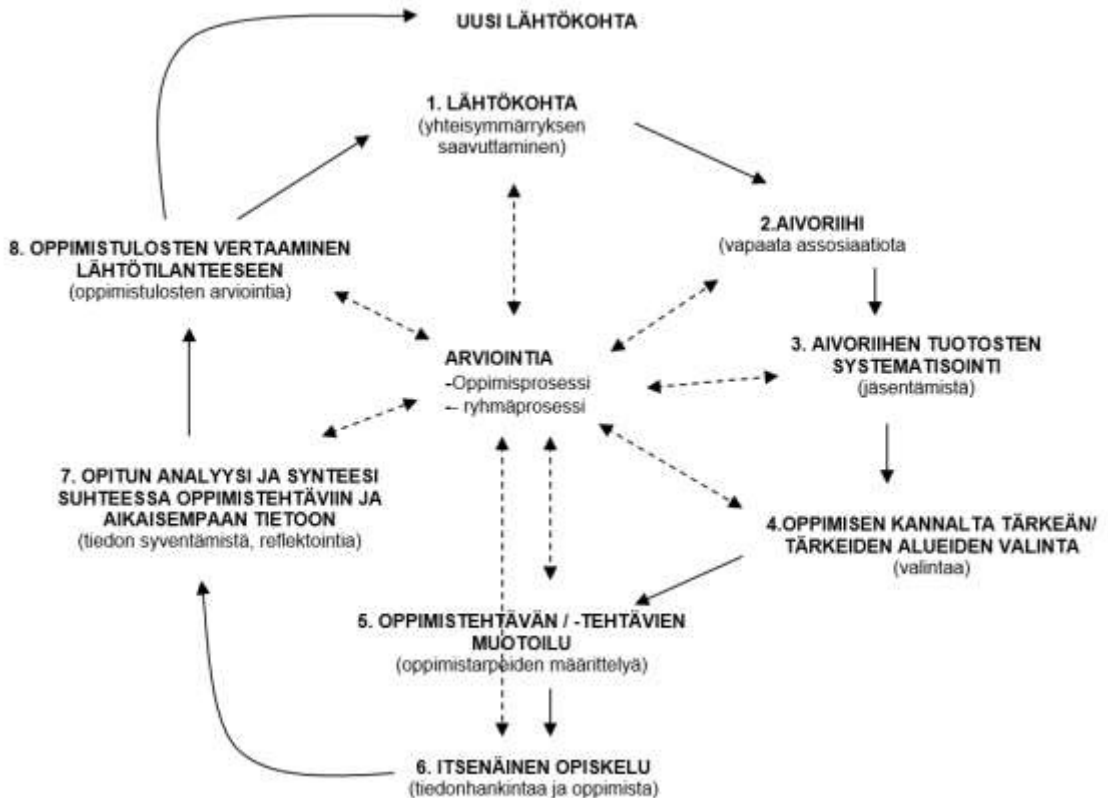 UUSI LÄHTÖKOHTA
1. LÄHTÖKOHTA
(yhteisymmärryksen
saavuttaminen)
2.AIVORIIHI
(vapaata assosiaatiota
3. AIVORIIHEN TUOTOSTEN
SYSTEMATISOINTI
(jäsentämistä)
4.OPPIMISEN KANNALTA TÄRKEÄN/
TÄRKEIDEN ALUEIDEN VALINTA
(valintaa)
5. OPPIMISTEHTÄVÄN / -TEHTÄVIEN
MUOTOILU
(oppimistarpeiden määrittelyä)
6. ITSENÄINEN OPISKELU
(tiedonhankintaa ja oppimista)
7. OPITUN ANALYYSI JA SYNTEESI
SUHTEESSA OPPIMISTEHTÄVIIN JA
AIKAISEMPAAN TIETOON
(tiedon syventämistä, reflektointia)
8. OPPIMISTULOSTEN VERTAAMINEN
LÄHTÖTILANTEESEEN
(oppimistulosten arviointia)
ARVIOINTIA
-Oppimisprosessi
-- ryhmäprosessi